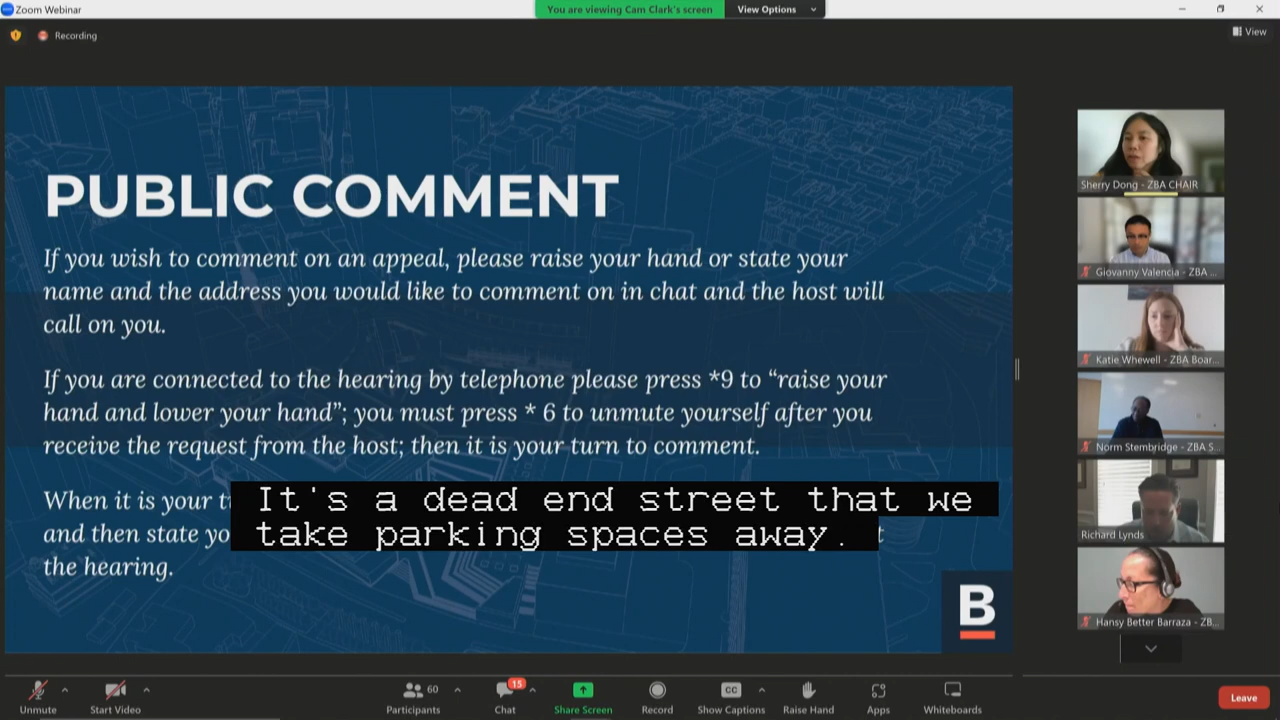 Zoom Webinar
You are viewing Cam Clark's screen
View Options
Recording
View
PUBLIC COMMENT
If you wish to comment on an appeal, please raise your hand or state your
name and the address you would like to comment on in chat and the host will
call on you.
If you are connected to the hearing by telephone please press *9 to “raise your
hand and lower your hand”; you must press * 6 to unmute yourself after you
receive the request from the host; then it is your turn to comment.
When it is your
and then state
the hearing.
It's a dead end street that we
take parking spaces away.
B
Sherry Dong - ZBA CHAIR
Giovanny Valencia - ZBA ...
Katie Whewell - ZBA Boar...
Norm Stembridge - ZBA S...
Richard Lynds
Hansy Better Barraza - ZB...
Unmute
Start Video
60
Participants
15
Chat
Share Screen
Record
CC
Show Captions
Raise Hand
Apps
Whiteboards
Leave